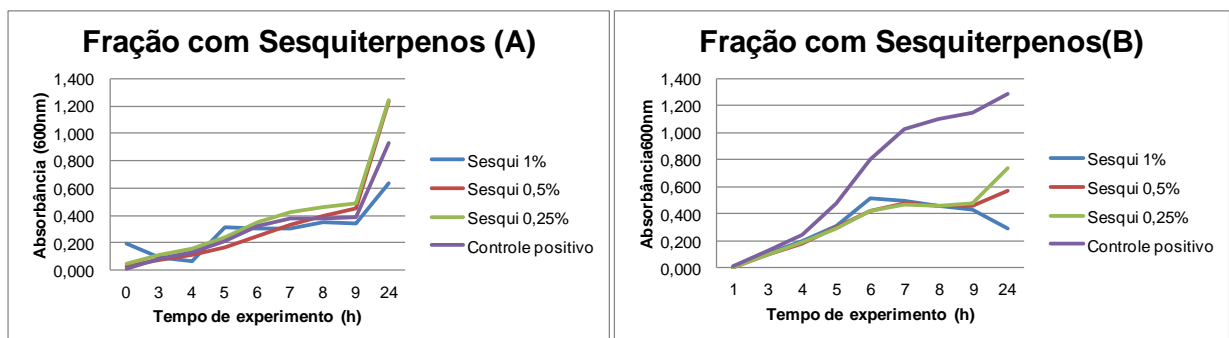 Fração com Sesquiterpenos (A)
Absorbância (600nm)
1,400
1,200
1,000
0,800
0,600
0,400
0,200
0,000
0 3 4 5 6 7 8 9 24
Tempo de experimento (h)
Sesqui 1%
Sesqui 0,5%
Sesqui 0,25%
Controle positivo
Fração com Sesquiterpenos(B)
Absorbância600nm
1,400
1,200
1,000
0,800
0,600
0,400
0,200
0,000
1 3 4 5 6 7 8 9 24
Tempo de experimento (h)
Sesqui 1%
Sesqui 0,5%
Sesqui 0,25%
Controle positivo